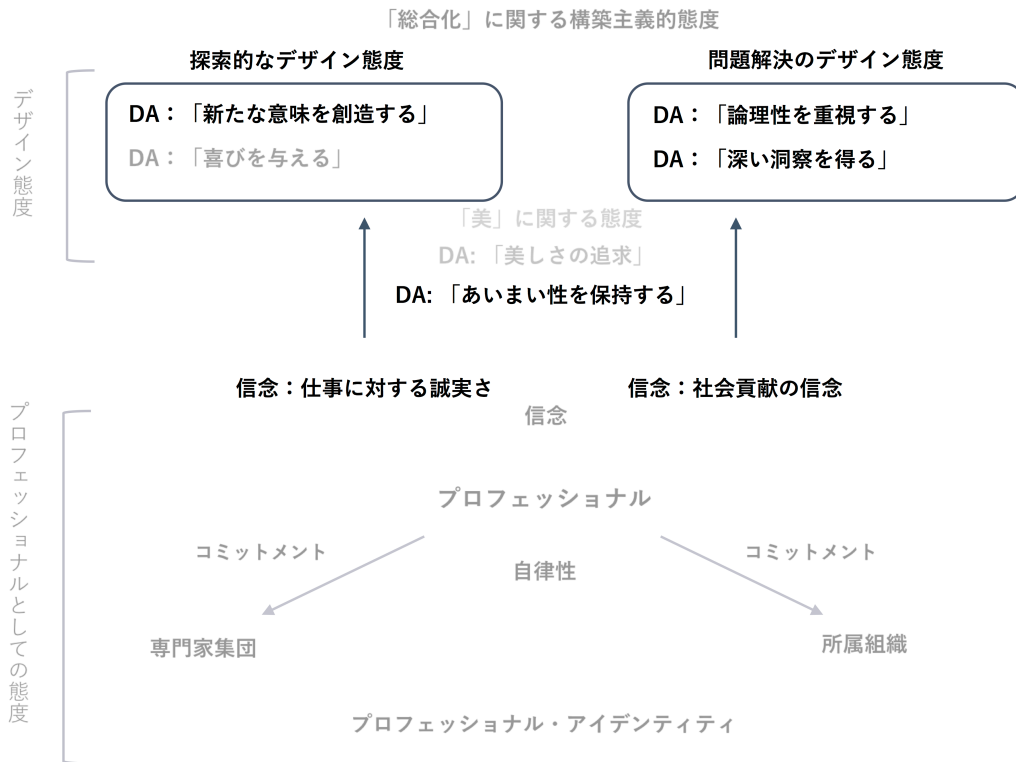 「総合化」に関する構築主義的態度
探索的なデザイン態度
問題解決のデザイン態度
デザイン態度
DA：「新たな意味を創造する」
DA：「喜びを与える」
DA：「論理性を重視する」
DA：「深い洞察を得る」
「美」に関する態度
DA: 「美しさの追求」
DA: 「あいまい性を保持する」
信念：仕事に対する誠実さ
信念：社会貢献の信念
信念
プロフェッショナルとしての態度
プロフェッショナル
コミットメント
コミットメント
自律性
専門家集団
所属組織
プロフェッショナル・アイデンティティ